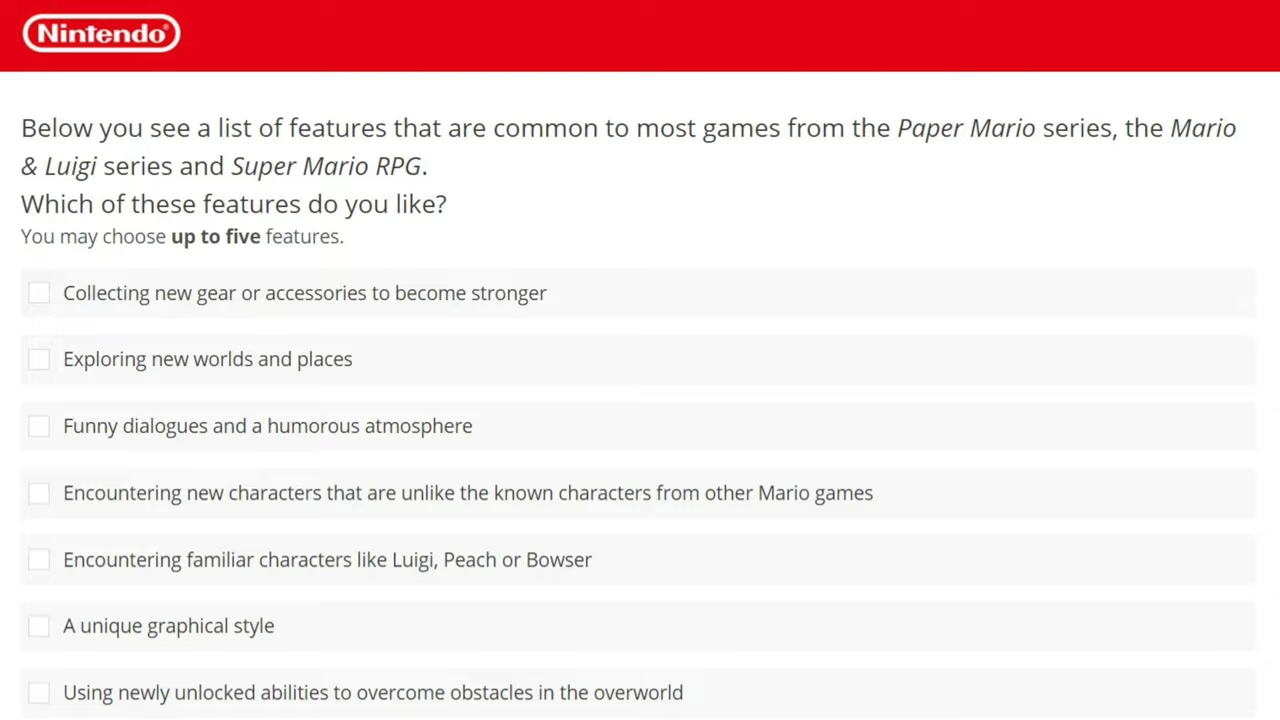 Nintendo®
Below you see a list of features that are common to most games from the Paper Mario series, the Mario
& Luigi series and Super Mario RPG.
Which of these features do you like?
You may choose up to five features.
Collecting new gear or accessories to become stronger
Exploring new worlds and places
Funny dialogues and a humorous atmosphere
Encountering new characters that are unlike the known characters from other Mario games
Encountering familiar characters like Luigi, Peach or Bowser
A unique graphical style
Using newly unlocked abilities to overcome obstacles in the overworld